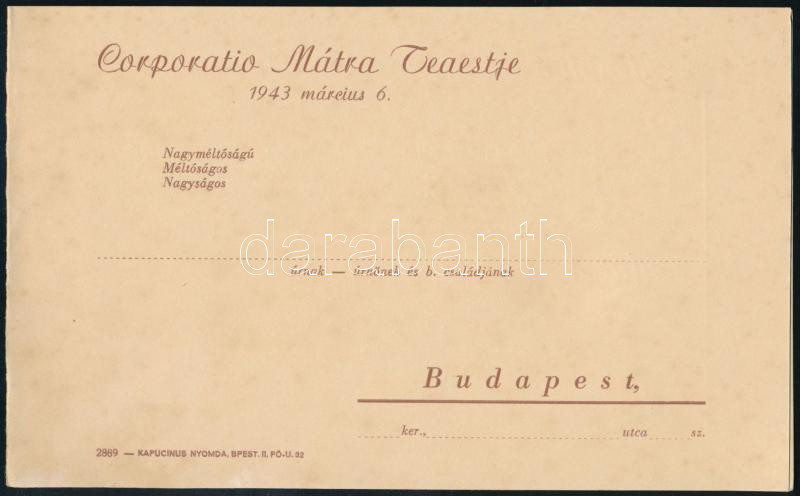 Corporatio Mátra Teaestje
1943 március 6.
Nagyméltóságú
Méltóságos
Nagyságos
darabanth
úrnak — úrnőnek és b. családjának
Budapest,
ker., utca sz.
2889 — KAPUCINUS NYOMDA, BPEST. II. FŐ-U. 32